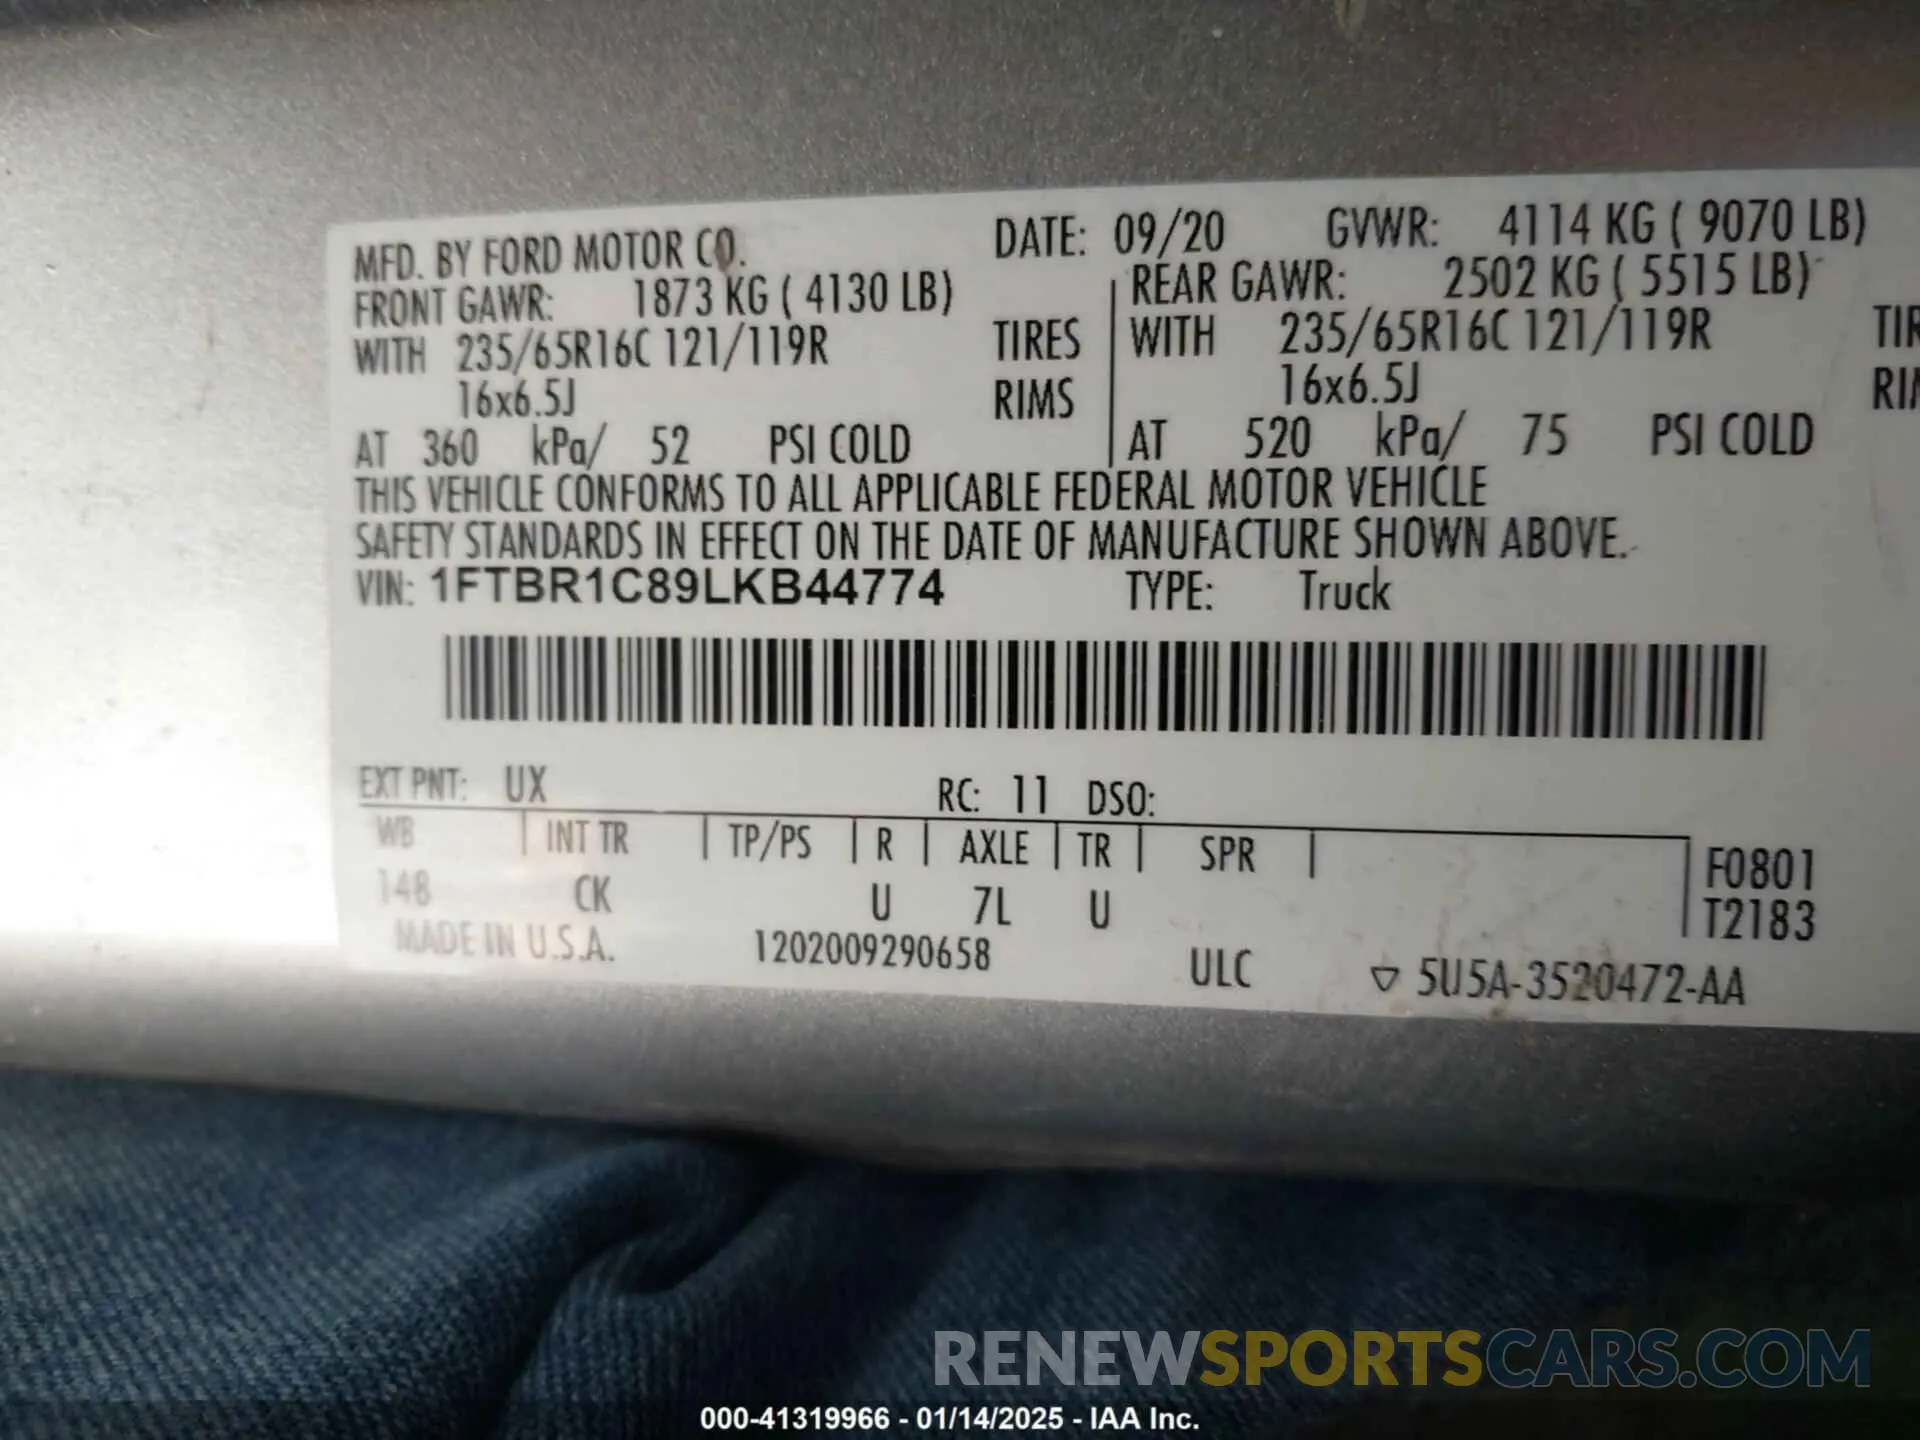 MFD. BY FORD MOTOR CO. DATE: 09/20 GVWR: 4114 KG ( 9070 LB)
FRONT GAWR: 1873 KG ( 4130 LB) REAR GAWR: 2502 KG ( 5515 LB)
WITH 235/65R16C 121/119R TIRES WITH 235/65R16C 121/119R TIR
16x6.5J RIMS 16x6.5J RI
AT 360 kPa/ 52 PSI COLD AT 520 kPa/ 75 PSI COLD
THIS VEHICLE CONFORMS TO ALL APPLICABLE FEDERAL MOTOR VEHICLE
SAFETY STANDARDS IN EFFECT ON THE DATE OF MANUFACTURE SHOWN ABOVE.
VIN: 1FTBR1C89LKB44774 TYPE: Truck
EXT PNT: UX RC: 11 DSO:
WB INT TR TP/PS R AXLE TR SPR F0801
148 CK U 7L U T2183
MADE IN U.S.A. 1202009290658 ULC ▽ 5U5A-3520472-AA
RENEWSPORTSCARS.COM
000-41319966 - 01/14/2025 - IAA Inc.